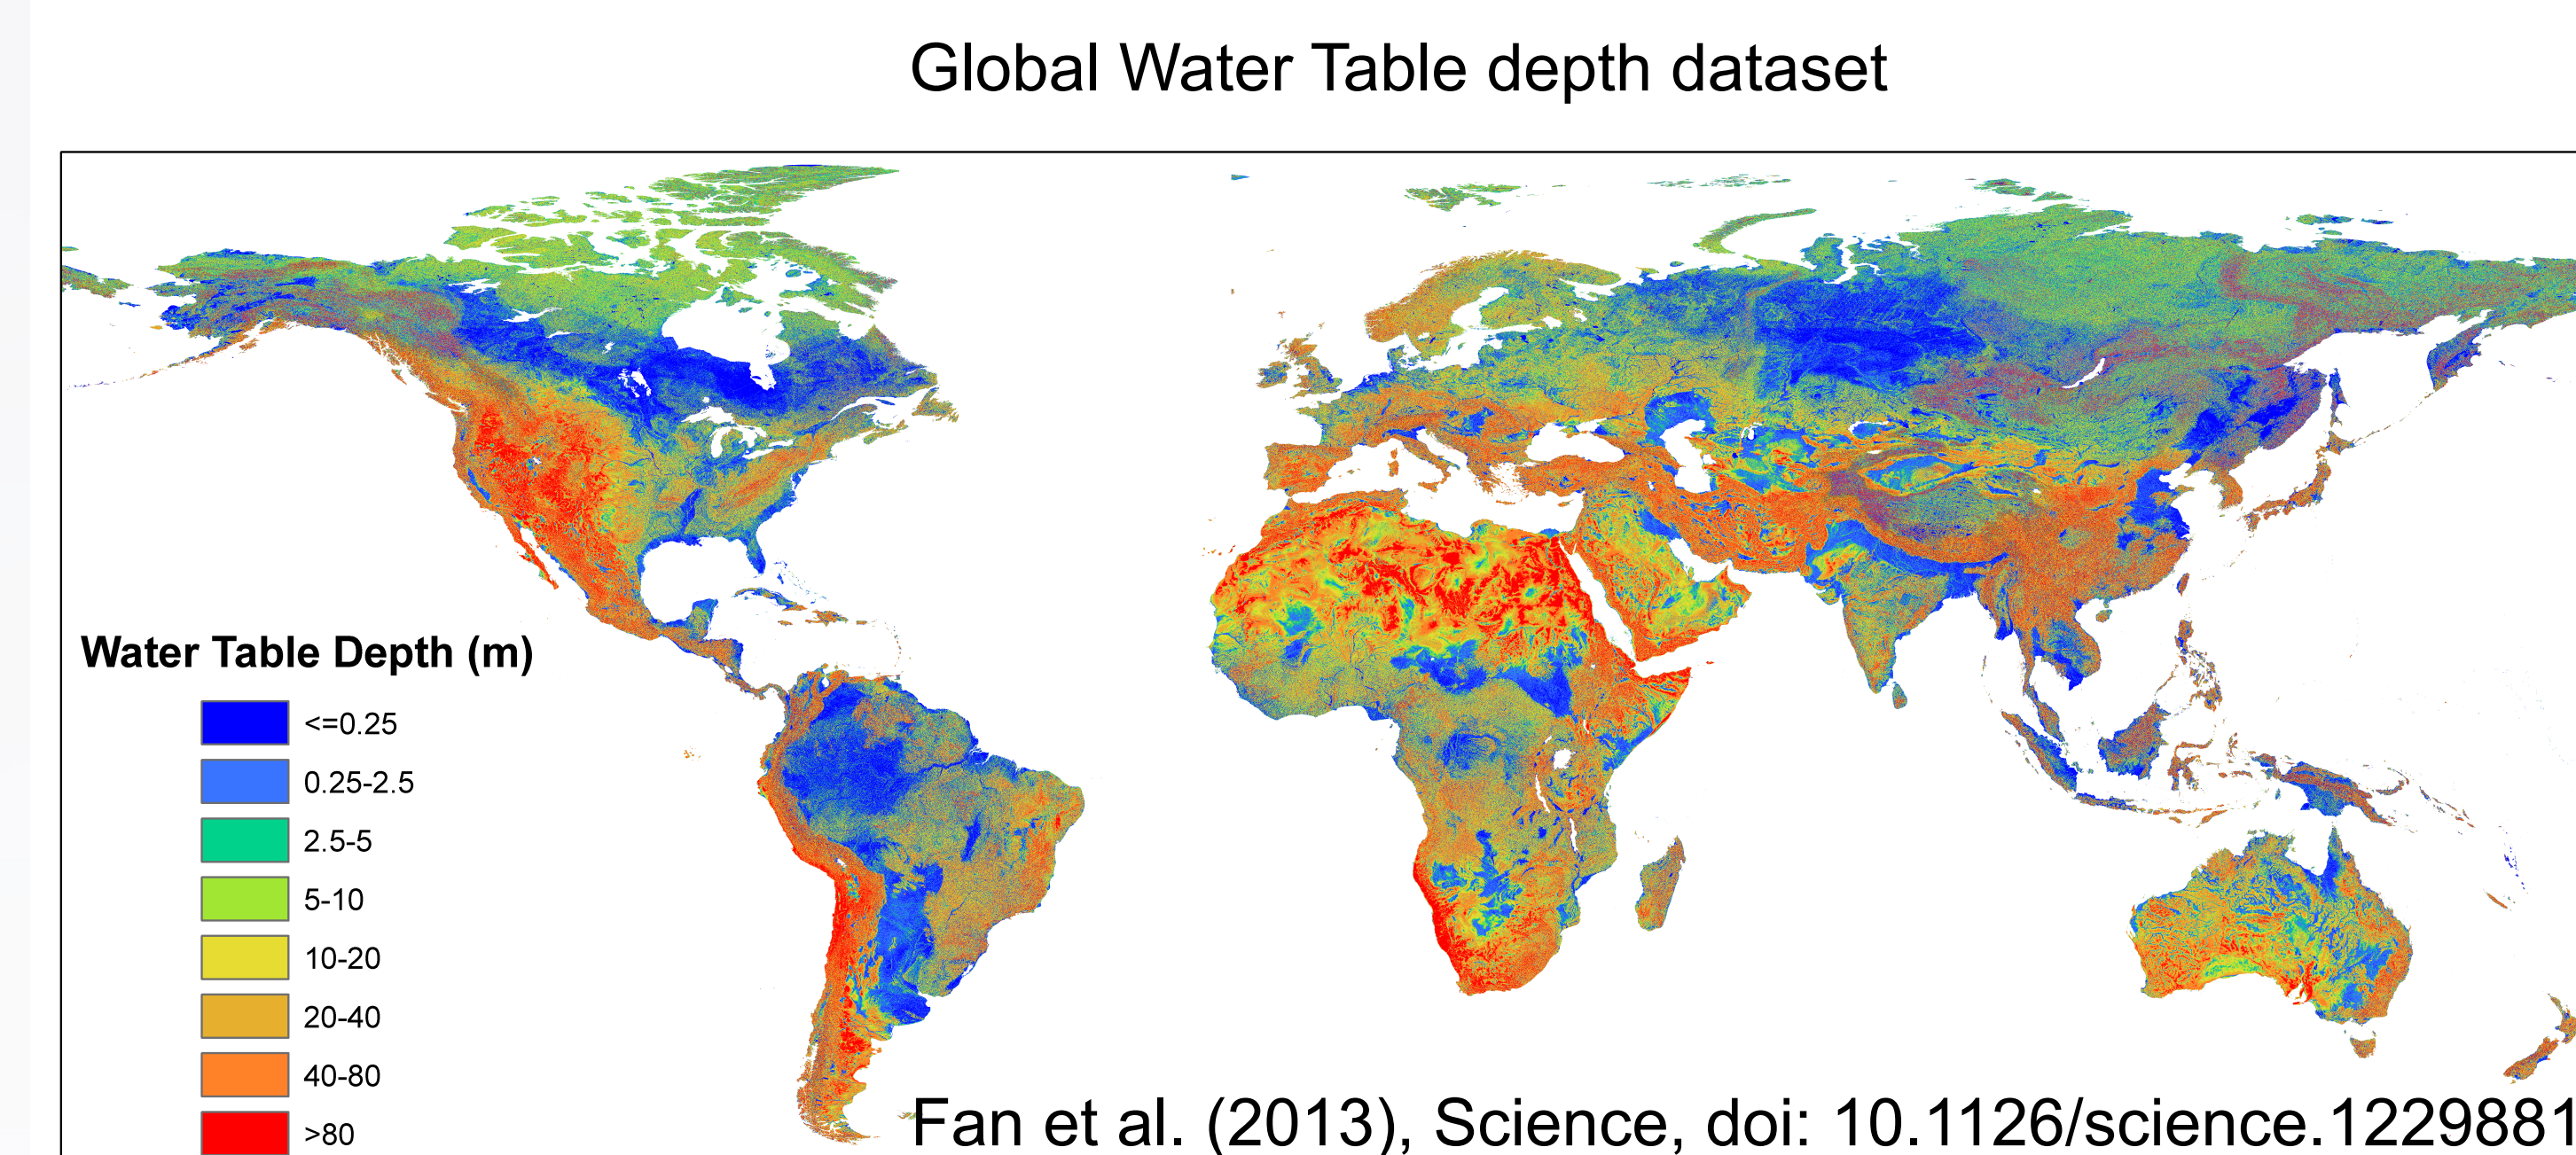 Global Water Table depth dataset
Water Table Depth (m)
<=0.25
0.25-2.5
2.5-5
5-10
10-20
20-40
40-80
>80
Fan et al. (2013), Science, doi: 10.1126/science.1229881